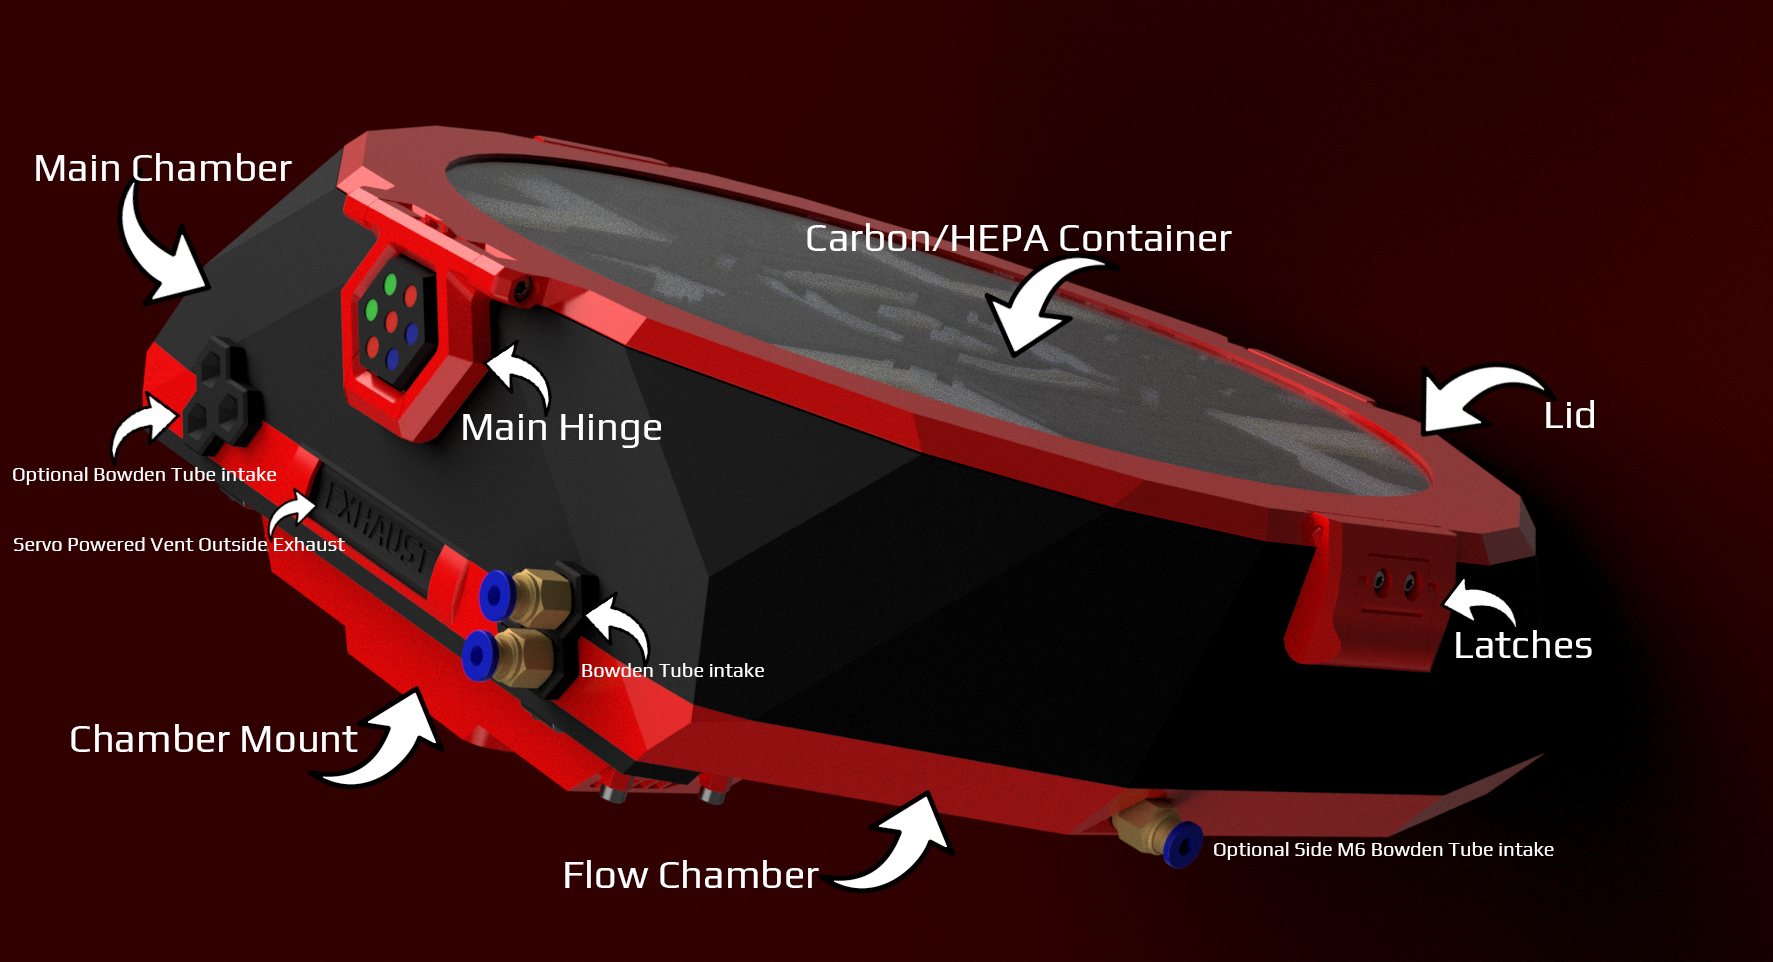 Main Chamber
Carbon/HEPA Container
Lid
Main Hinge
Optional Bowden Tube intake
EXHAUST
Servo Powered Vent Outside Exhaust
Latches
Bowden Tube intake
Chamber Mount
Optional Side M6 Bowden Tube intake
Flow Chamber